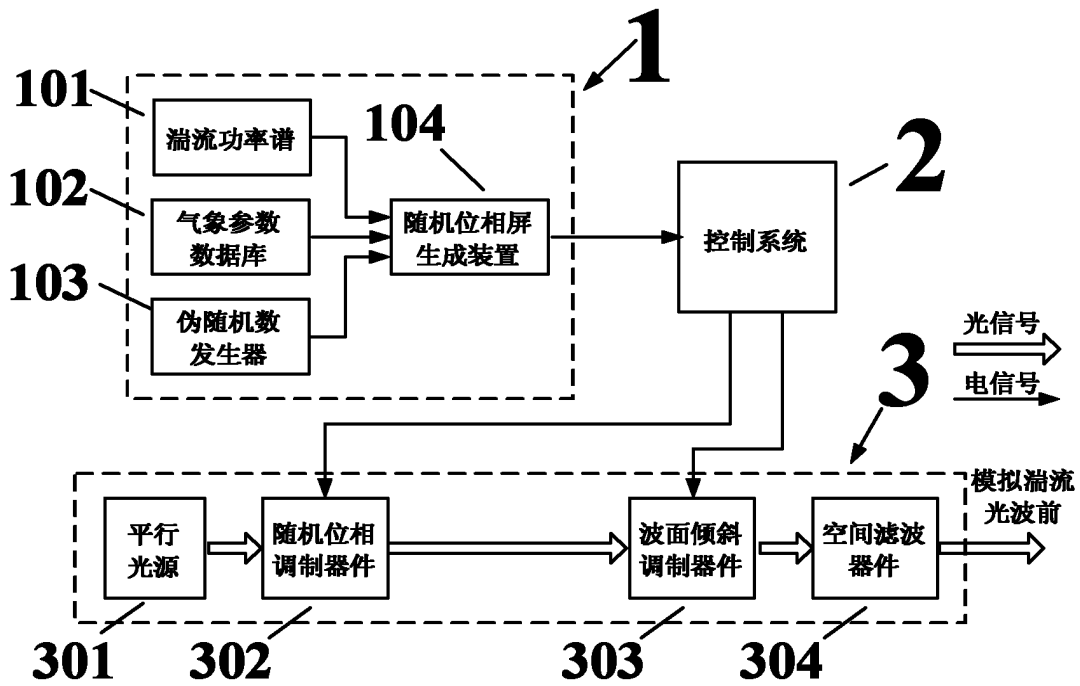 1
101
湍流功率谱
104
102
气象参数
数据库
随机位相屏
生成装置
2
控制系统
103
伪随机数
发生器
光信号
电信号
3
平行
光源
随机位相
调制器件
波面倾斜
调制器件
空间滤波
器件
模拟湍流
光波前
301
302
303
304